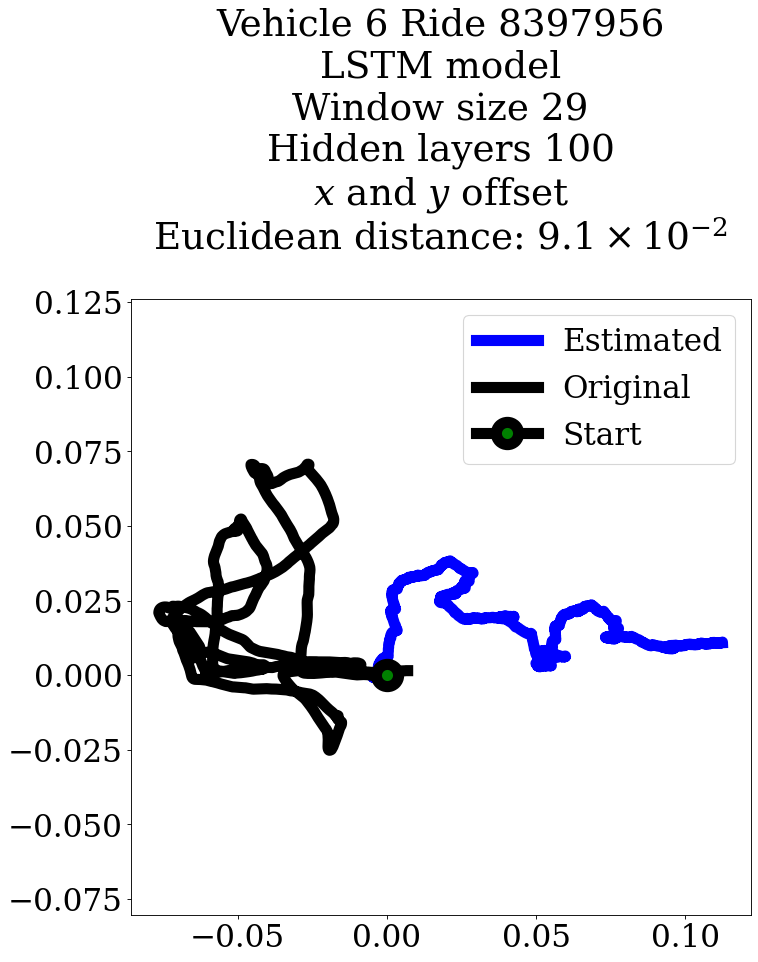 Vehicle 6 Ride 8397956
LSTM model
Window size 29
Hidden layers 100
x and y offset
Euclidean distance: 9.1 × 10⁻²
Estimated
Original
Start
0.125
0.100
0.075
0.050
0.025
0.000
−0.025
−0.050
−0.075
−0.05
0.00
0.05
0.10